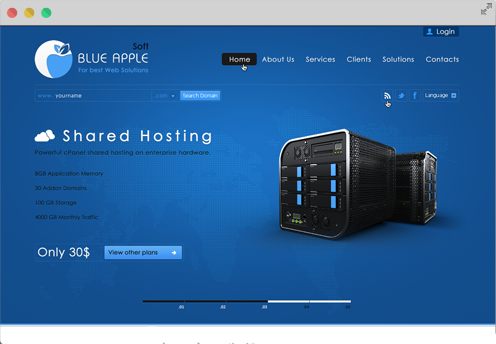 Login
Soft
BLUE APPLE
For best Web Solutions
Home
About Us
Services
Clients
Solutions
Contacts
www. yourname
.com
Search Domain
Language
Shared Hosting
Powerful cPanel shared hosting on enterprise hardware.
8GB Application Memory
30 Addon Domains
100 GB Storage
4000 GB Monthly Traffic
Only 30$
View other plans
.01
.02
.03
.04